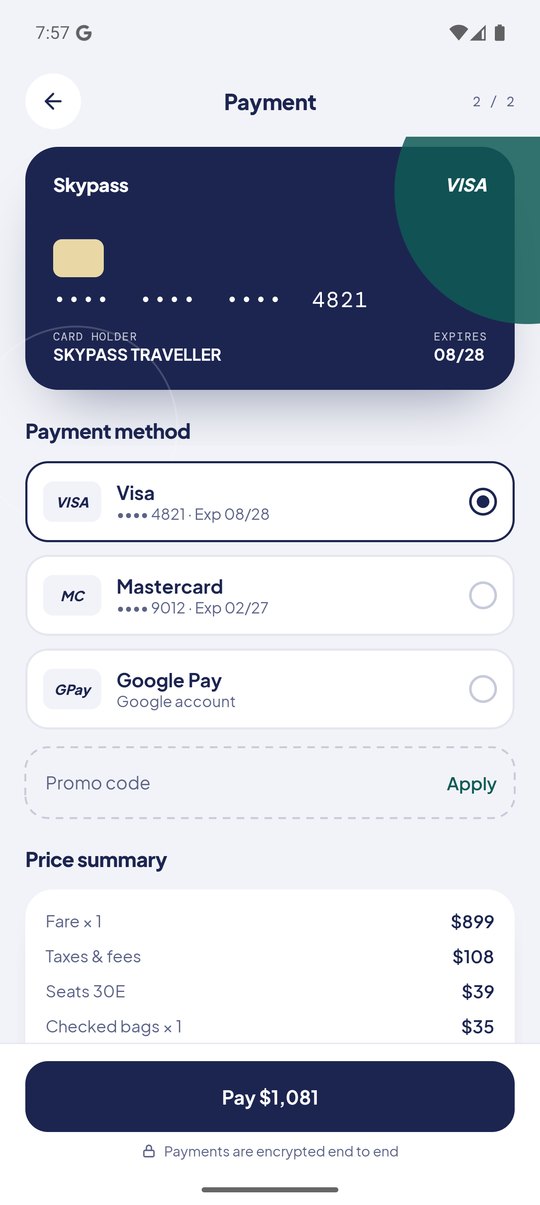 7:57 G
Payment
2 / 2
Skypass
VISA
•••• •••• •••• 4821
CARD HOLDER
EXPIRES
SKYPASS TRAVELLER
08/28
Payment method
VISA
Visa
•••• 4821 · Exp 08/28
MC
Mastercard
•••• 9012 · Exp 02/27
GPay
Google Pay
Google account
Promo code
Apply
Price summary
Fare × 1
$899
Taxes & fees
$108
Seats 30E
$39
Checked bags × 1
$35
Pay $1,081
Payments are encrypted end to end